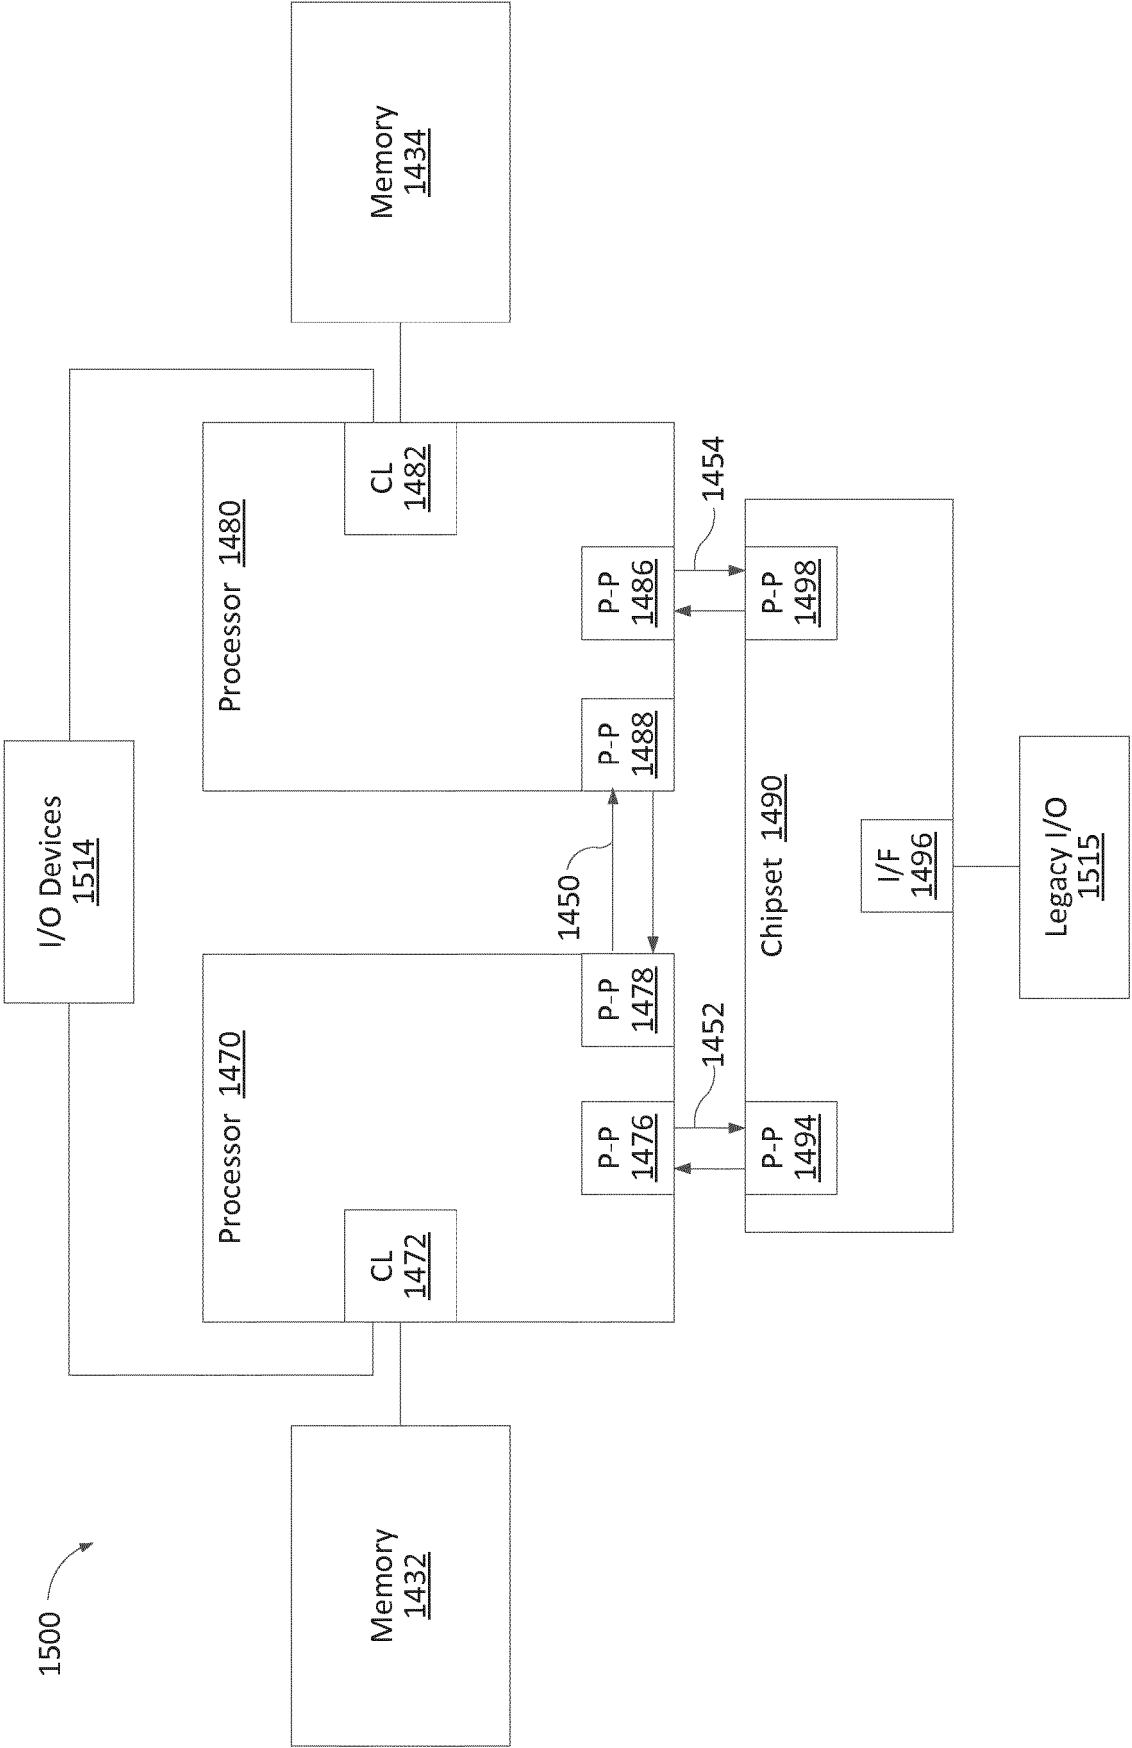 1500
I/O Devices
1514
Memory
1432
Processor 1470
CL
1472
P-P
1476
P-P
1478
1450
Processor 1480
CL
1482
P-P
1488
P-P
1486
Memory
1434
1452
1454
Chipset 1490
P-P
1494
P-P
1498
I/F
1496
Legacy I/O
1515